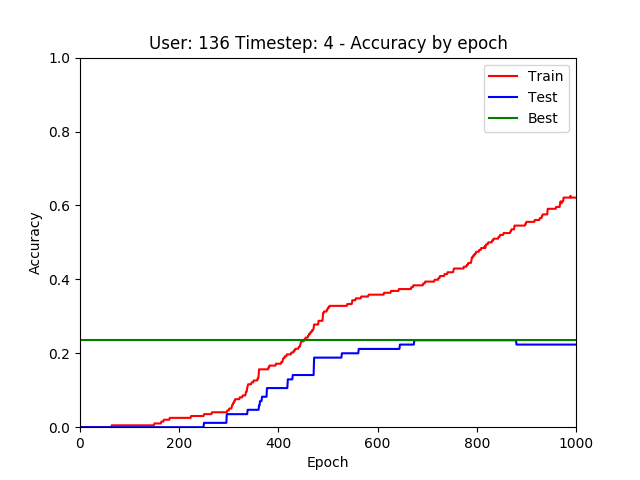 User: 136 Timestep: 4 - Accuracy by epoch
Train
Test
Best
Accuracy
1.0
0.8
0.6
0.4
0.2
0.0
0 200 400 600 800 1000
Epoch